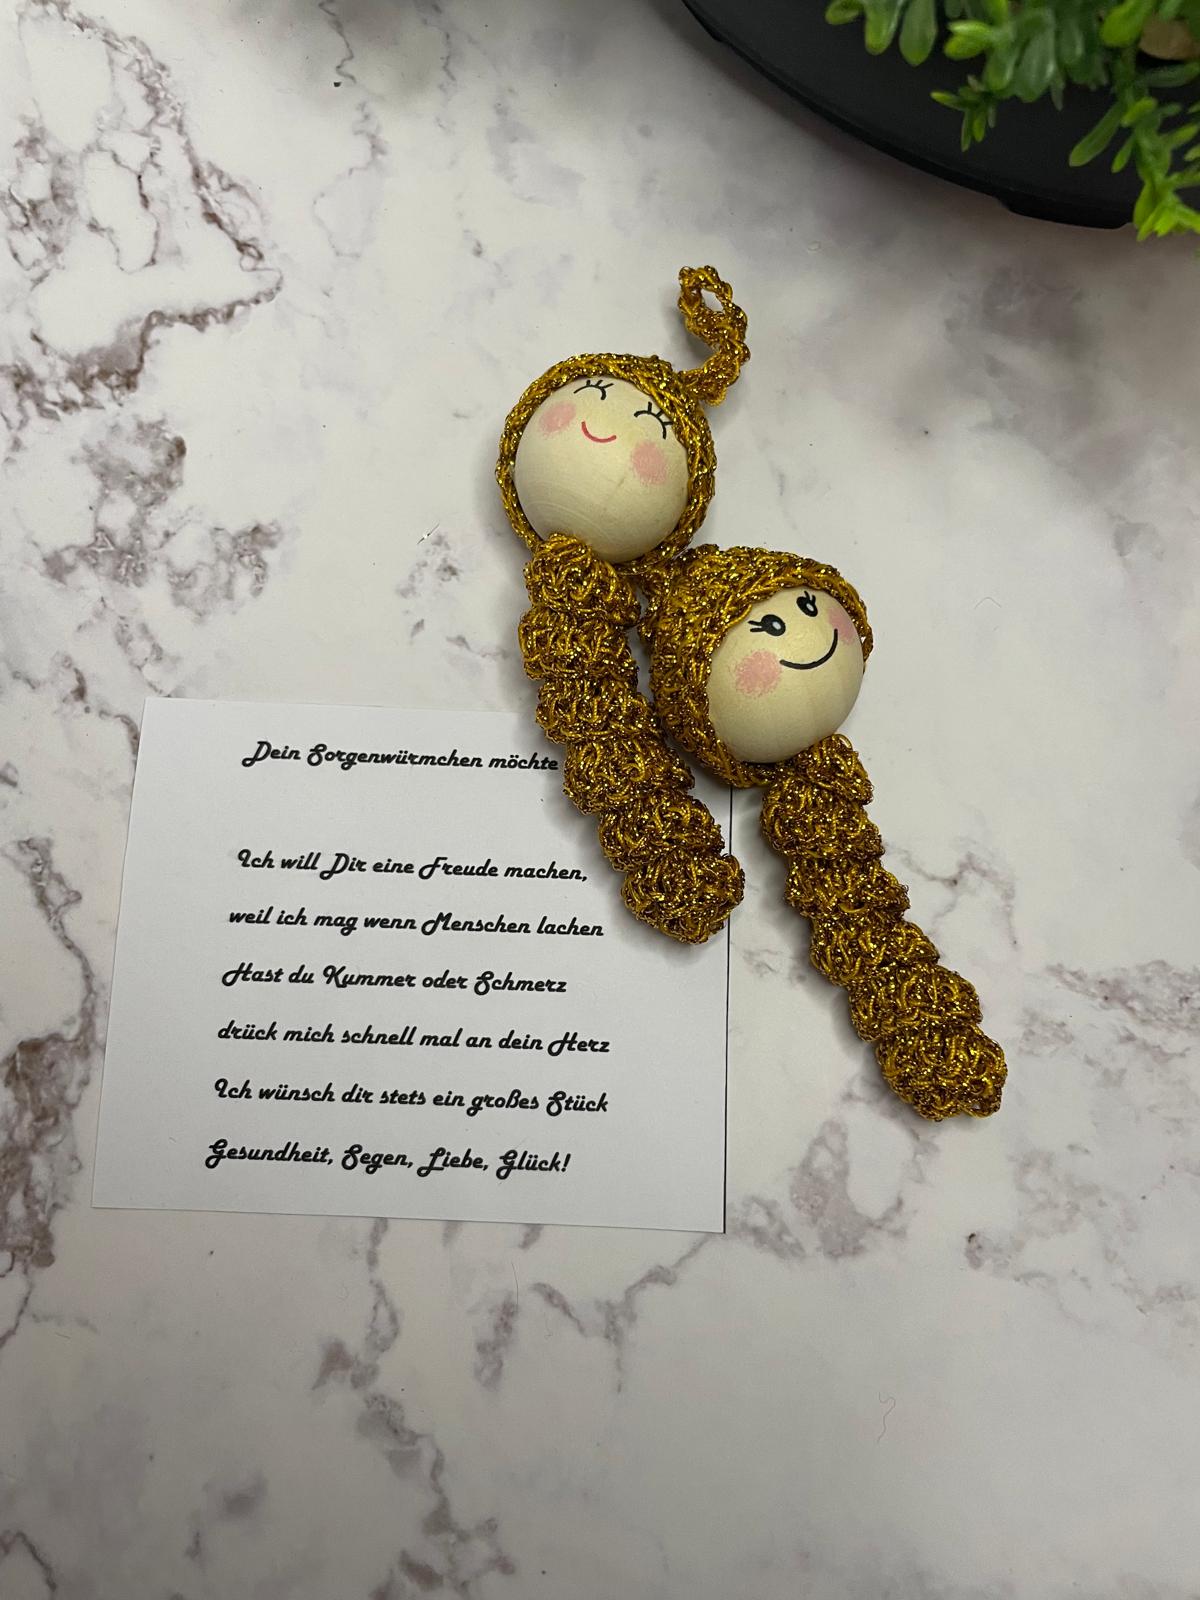 Dein Sorgenwürmchen möchte
Ich will Dir eine Freude machen,
weil ich mag wenn Menschen lachen
Hast du Kummer oder Schmerz
drück mich schnell mal an dein Herz
Ich wünsch dir stets ein großes Stück
Gesundheit, Segen, Liebe, Glück!